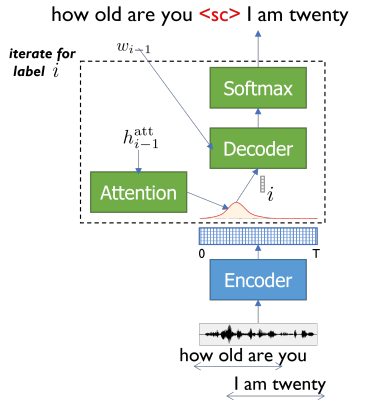 how old are you <sc> I am twenty
iterate for
label i
w_{i−1}
Softmax
h_{i−1}^{att}
Decoder
Attention
i
0 T
Encoder
how old are you
I am twenty